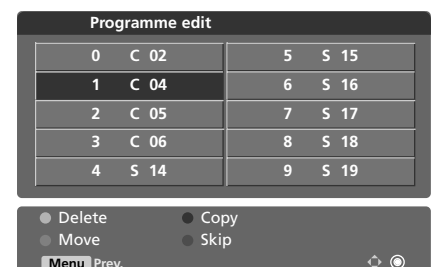 Programme edit
0 C 02 5 S 15
1 C 04 6 S 16
2 C 05 7 S 17
3 C 06 8 S 18
4 S 14 9 S 19
Delete Copy
Move Skip
Menu Prev.